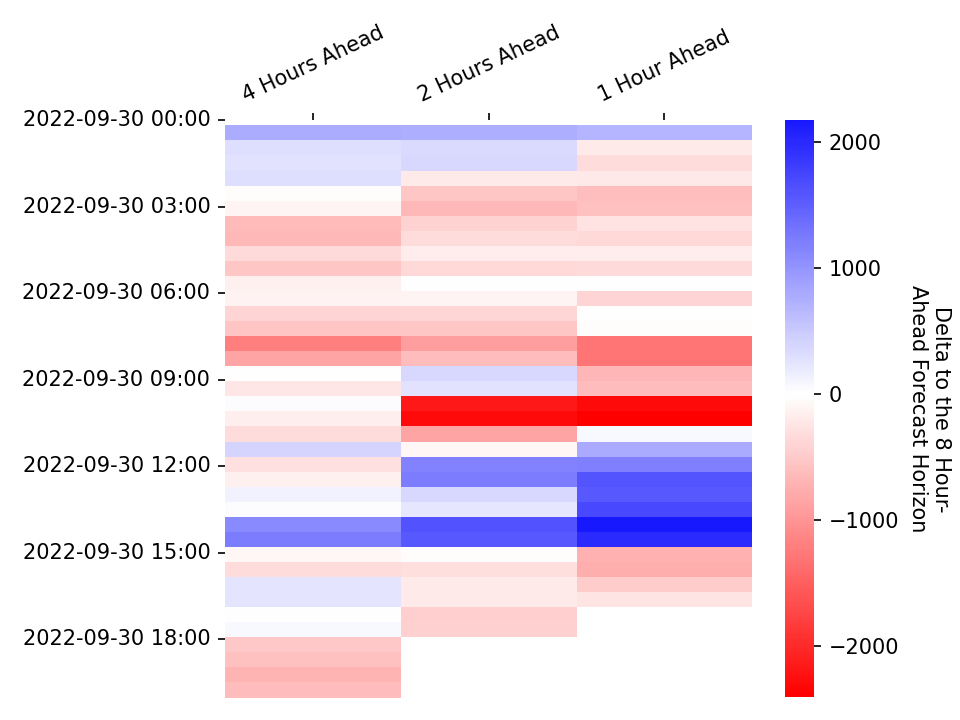 4 Hours Ahead
2 Hours Ahead
1 Hour Ahead
2022-09-30 00:00
2022-09-30 03:00
2022-09-30 06:00
2022-09-30 09:00
2022-09-30 12:00
2022-09-30 15:00
2022-09-30 18:00
2000
1000
0
−1000
−2000
Delta to the 8 Hour-
Ahead Forecast Horizon